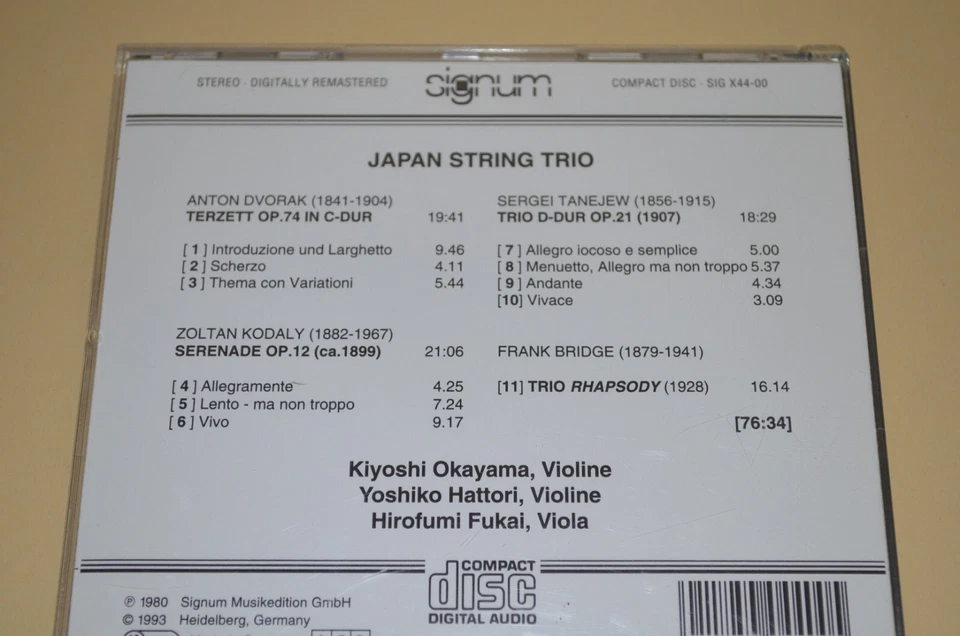 STEREO · DIGITALLY REMASTERED
signum
COMPACT DISC · SIG X44-00
JAPAN STRING TRIO
ANTON DVORAK (1841-1904)
TERZETT OP.74 IN C-DUR 19:41
[ 1 ] Introduzione und Larghetto 9.46
[ 2 ] Scherzo 4.11
[ 3 ] Thema con Variationi 5.44
ZOLTAN KODALY (1882-1967)
SERENADE OP.12 (ca.1899) 21:06
[ 4 ] Allegramente 4.25
[ 5 ] Lento - ma non troppo 7.24
[ 6 ] Vivo 9.17
SERGEI TANEJEW (1856-1915)
TRIO D-DUR OP.21 (1907) 18:29
[ 7 ] Allegro iocoso e semplice 5.00
[ 8 ] Menuetto, Allegro ma non troppo 5.37
[ 9 ] Andante 4.34
[10] Vivace 3.09
FRANK BRIDGE (1879-1941)
[11] TRIO RHAPSODY (1928) 16.14
[76:34]
Kiyoshi Okayama, Violine
Yoshiko Hattori, Violine
Hirofumi Fukai, Viola
COMPACT
disc
DIGITAL AUDIO
℗ 1980 Signum Musikedition GmbH
© 1993 Heidelberg, Germany